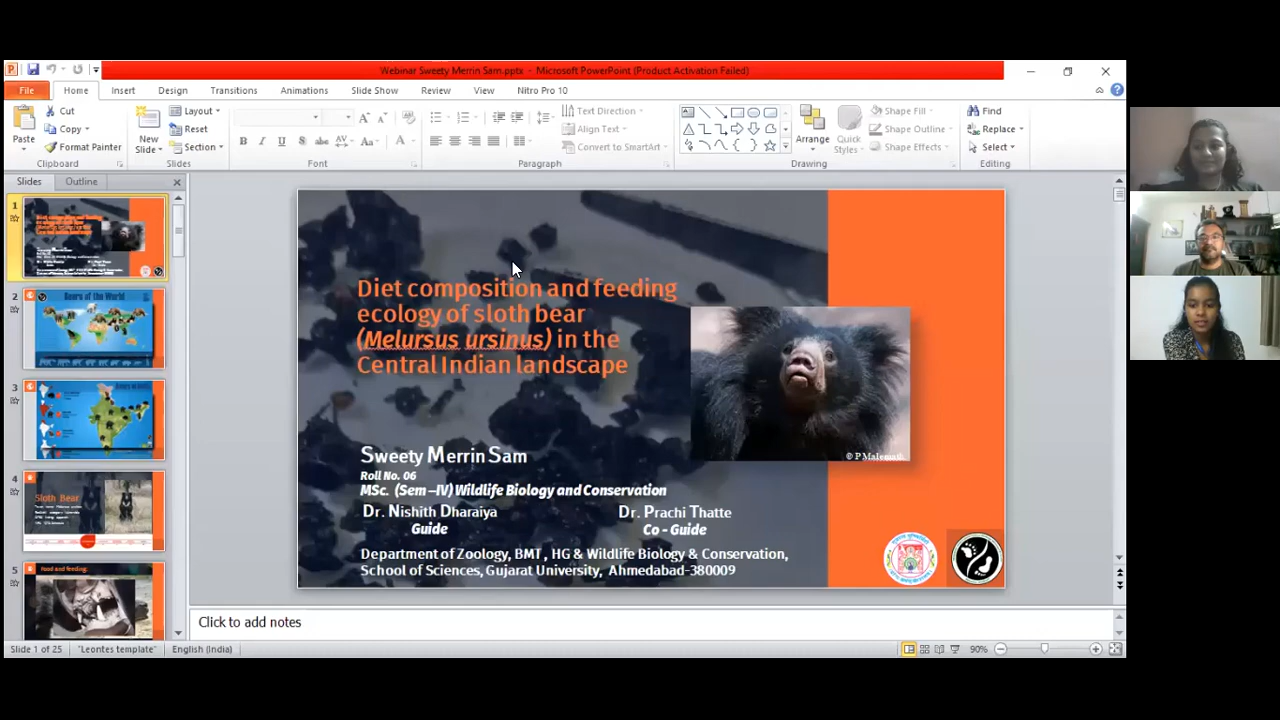 Webinar Sweety Merrin Sam.pptx - Microsoft PowerPoint (Product Activation Failed)
File Home Insert Design Transitions Animations Slide Show Review View Nitro Pro 10
Paste
Cut
Copy
Format Painter
Clipboard
New Slide
Layout
Reset
Section
Slides
Font
Text Direction
Align Text
Convert to SmartArt
Paragraph
Arrange
Quick Styles
Shape Fill
Shape Outline
Shape Effects
Drawing
Find
Replace
Select
Editing
Slides Outline
1
2
Bears of the World
3
4
Sloth Bear
5
Food and feeding:
Diet composition and feeding
ecology of sloth bear
(Melursus ursinus) in the
Central Indian landscape
© P Malemath
Sweety Merrin Sam
Roll No. 06
MSc. (Sem –IV) Wildlife Biology and Conservation
Dr. Nishith Dharaiya Dr. Prachi Thatte
Guide Co - Guide
Department of Zoology, BMT, HG & Wildlife Biology & Conservation,
School of Sciences, Gujarat University, Ahmedabad-380009
Click to add notes
Slide 1 of 25 "Leontes template" English (India) 90%